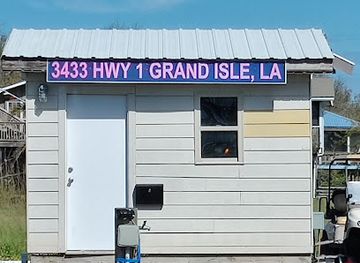 3433 HWY 1 GRAND ISLE, LA